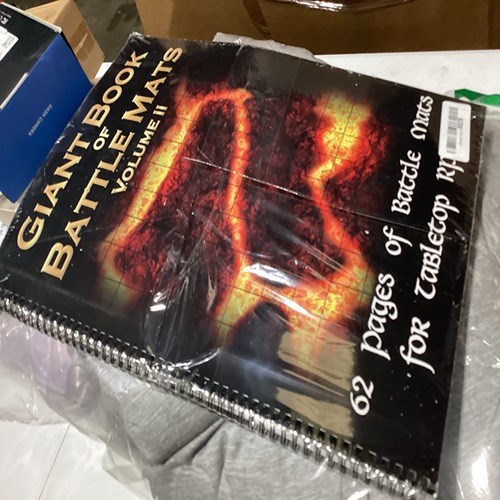 GIANT BOOK
OF
BATTLE MATS
VOLUME II
62 Pages of Battle Mats
for Tabletop RP